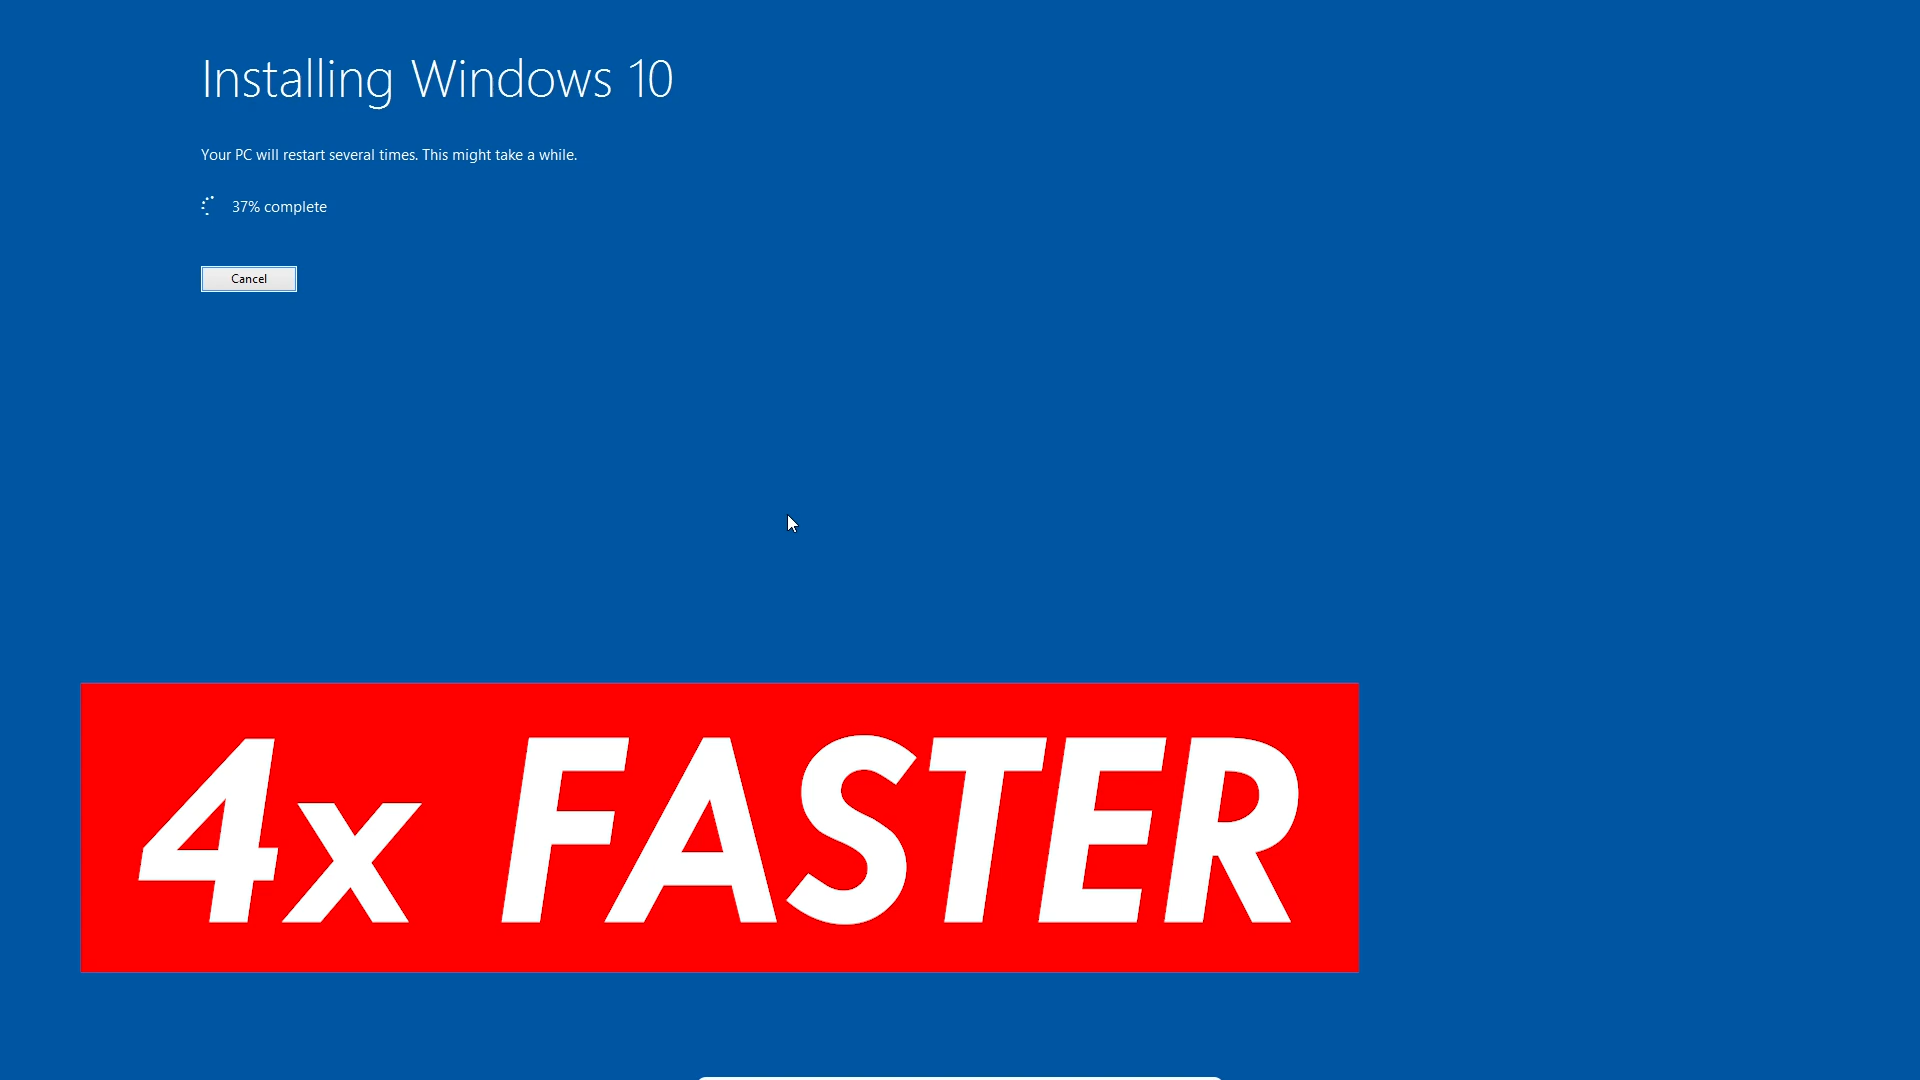 Installing Windows 10
Your PC will restart several times. This might take a while.
37% complete
Cancel
4x FASTER